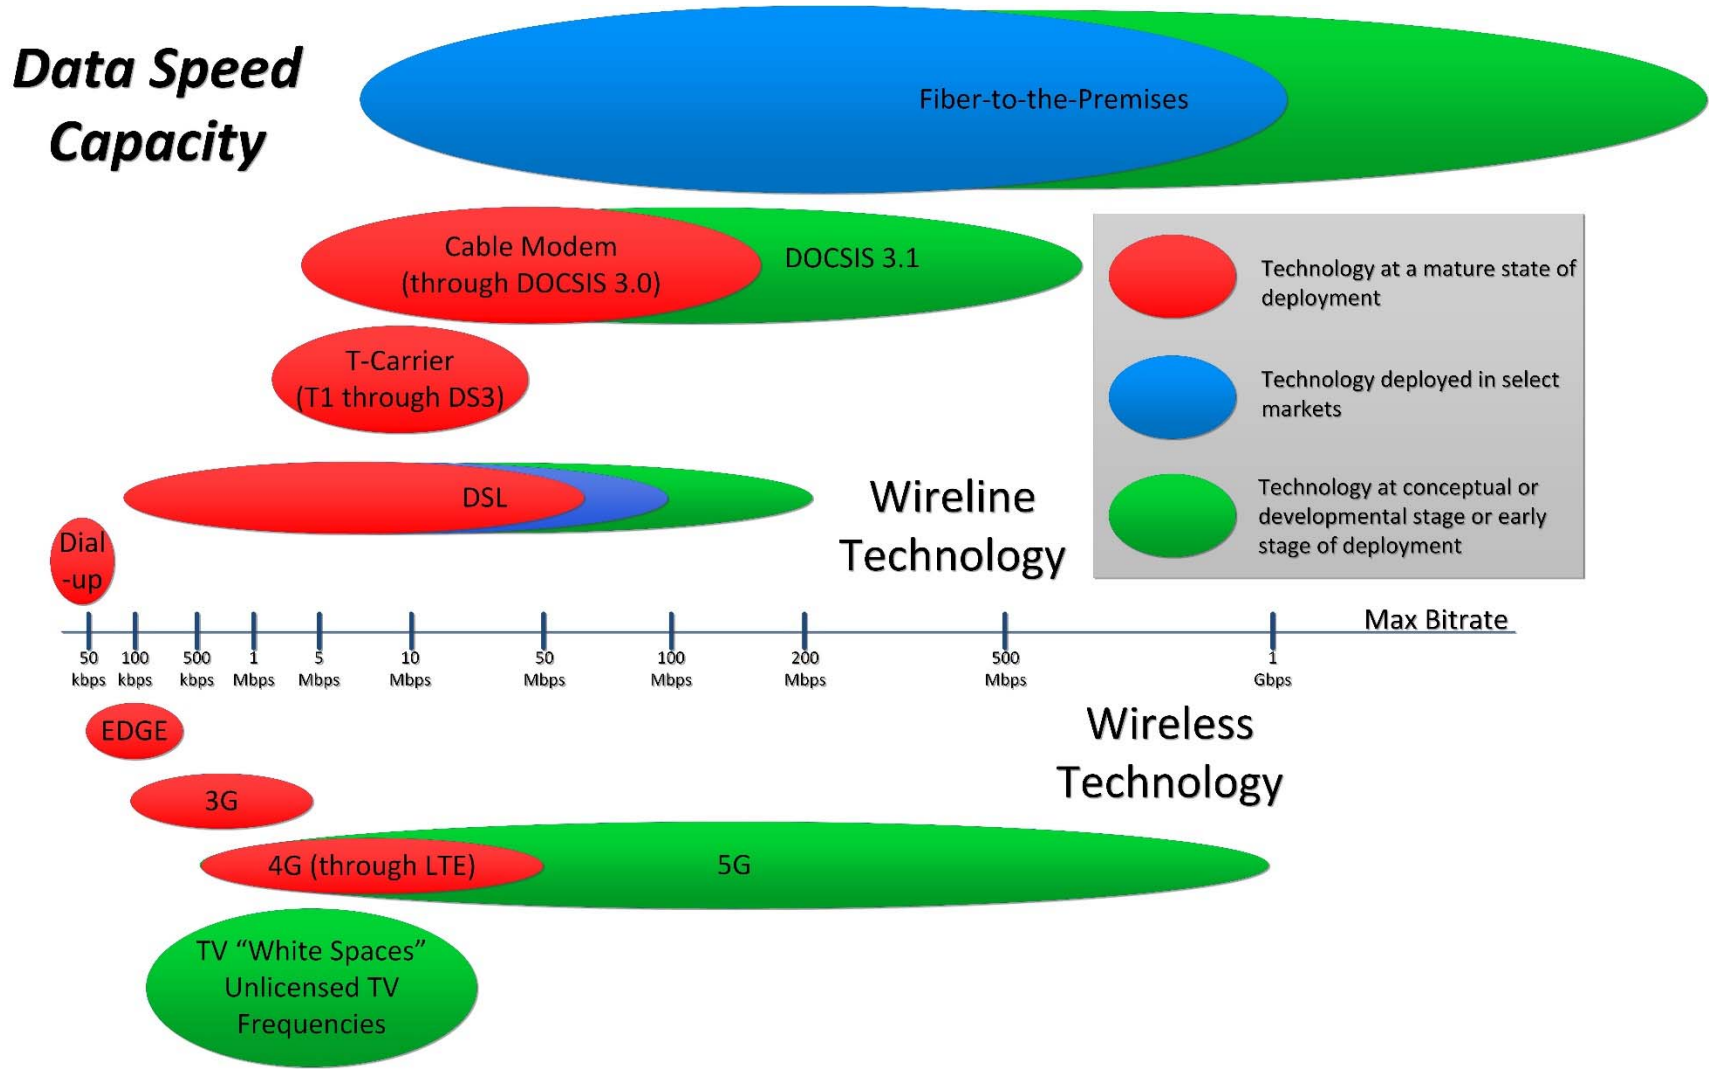 Data Speed
Capacity
Fiber-to-the-Premises
Cable Modem
(through DOCSIS 3.0)
DOCSIS 3.1
T-Carrier
(T1 through DS3)
DSL
Dial
-up
Wireline
Technology
Technology at a mature state of
deployment
Technology deployed in select
markets
Technology at conceptual or
developmental stage or early
stage of deployment
Max Bitrate
50
kbps
100
kbps
500
kbps
1
Mbps
5
Mbps
10
Mbps
50
Mbps
100
Mbps
200
Mbps
500
Mbps
1
Gbps
Wireless
Technology
EDGE
3G
4G (through LTE)
5G
TV “White Spaces”
Unlicensed TV
Frequencies